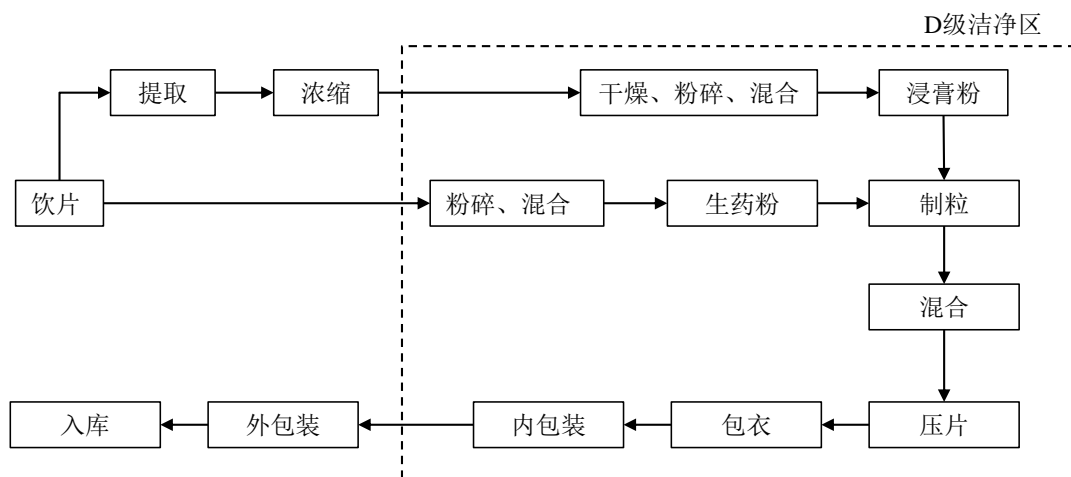 D级洁净区
提取
浓缩
干燥、粉碎、混合
浸膏粉
饮片
粉碎、混合
生药粉
制粒
混合
入库
外包装
内包装
包衣
压片